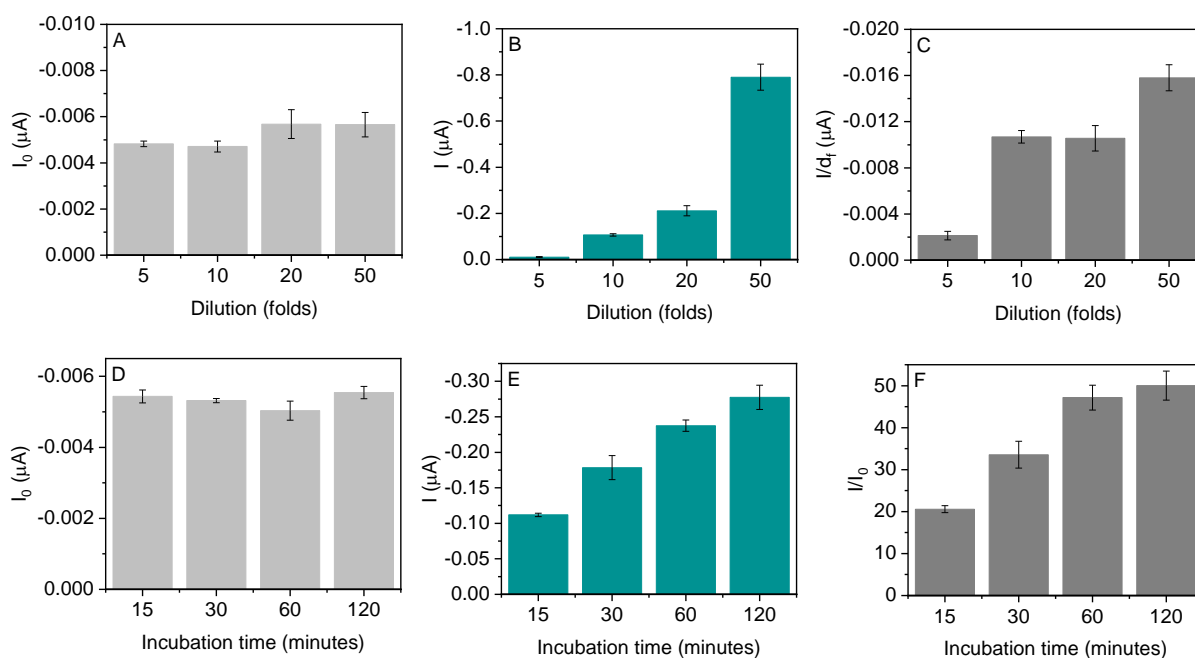 A
I₀ (μA)
-0.010
-0.008
-0.006
-0.004
-0.002
0.000
5 10 20 50
Dilution (folds)
B
I (μA)
-1.0
-0.8
-0.6
-0.4
-0.2
0.0
5 10 20 50
Dilution (folds)
C
I/d_f (μA)
-0.020
-0.016
-0.012
-0.008
-0.004
0.000
5 10 20 50
Dilution (folds)
D
I₀ (μA)
-0.006
-0.004
-0.002
0.000
15 30 60 120
Incubation time (minutes)
E
I (μA)
-0.30
-0.25
-0.20
-0.15
-0.10
-0.05
0.00
15 30 60 120
Incubation time (minutes)
F
I/I₀
50
40
30
20
10
0
15 30 60 120
Incubation time (minutes)